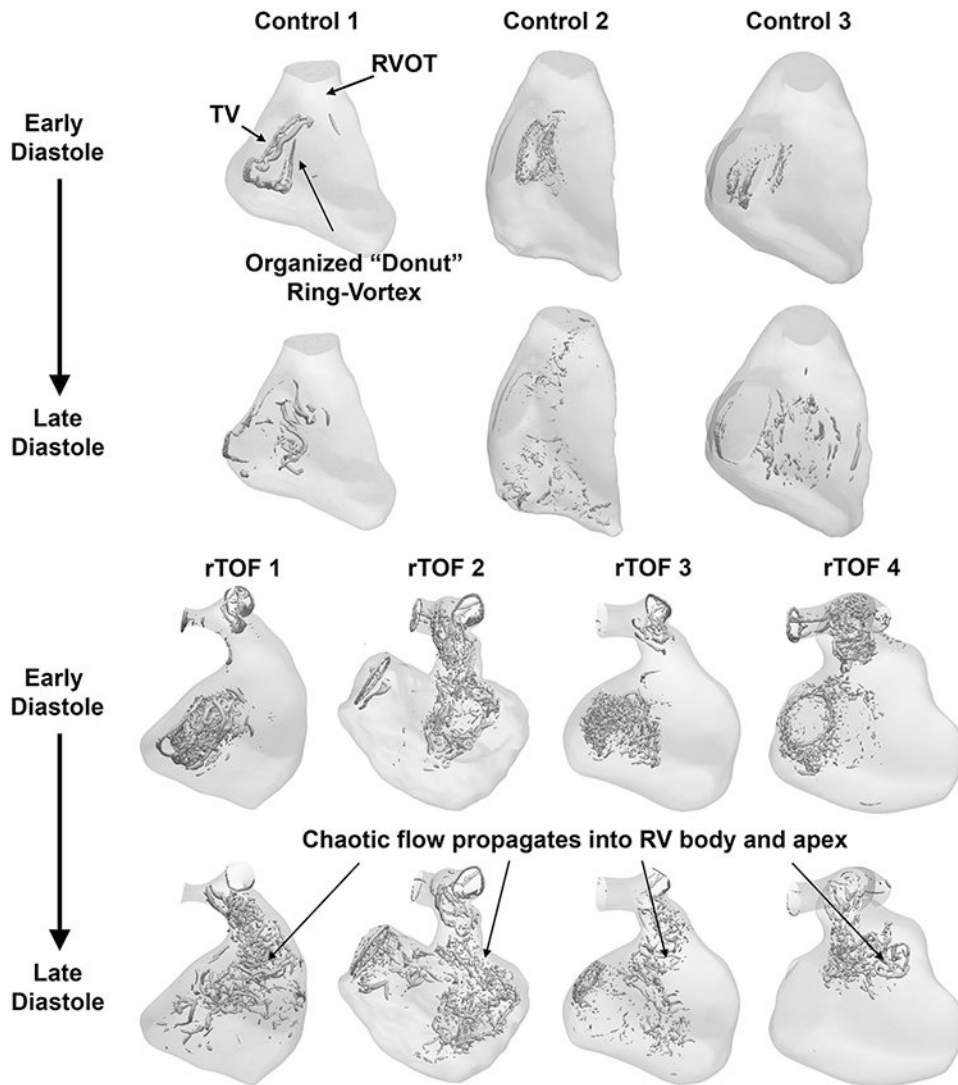 Control 1
Control 2
Control 3
RVOT
TV
Early
Diastole
Organized “Donut”
Ring-Vortex
Late
Diastole
rTOF 1
rTOF 2
rTOF 3
rTOF 4
Early
Diastole
Chaotic flow propagates into RV body and apex
Late
Diastole